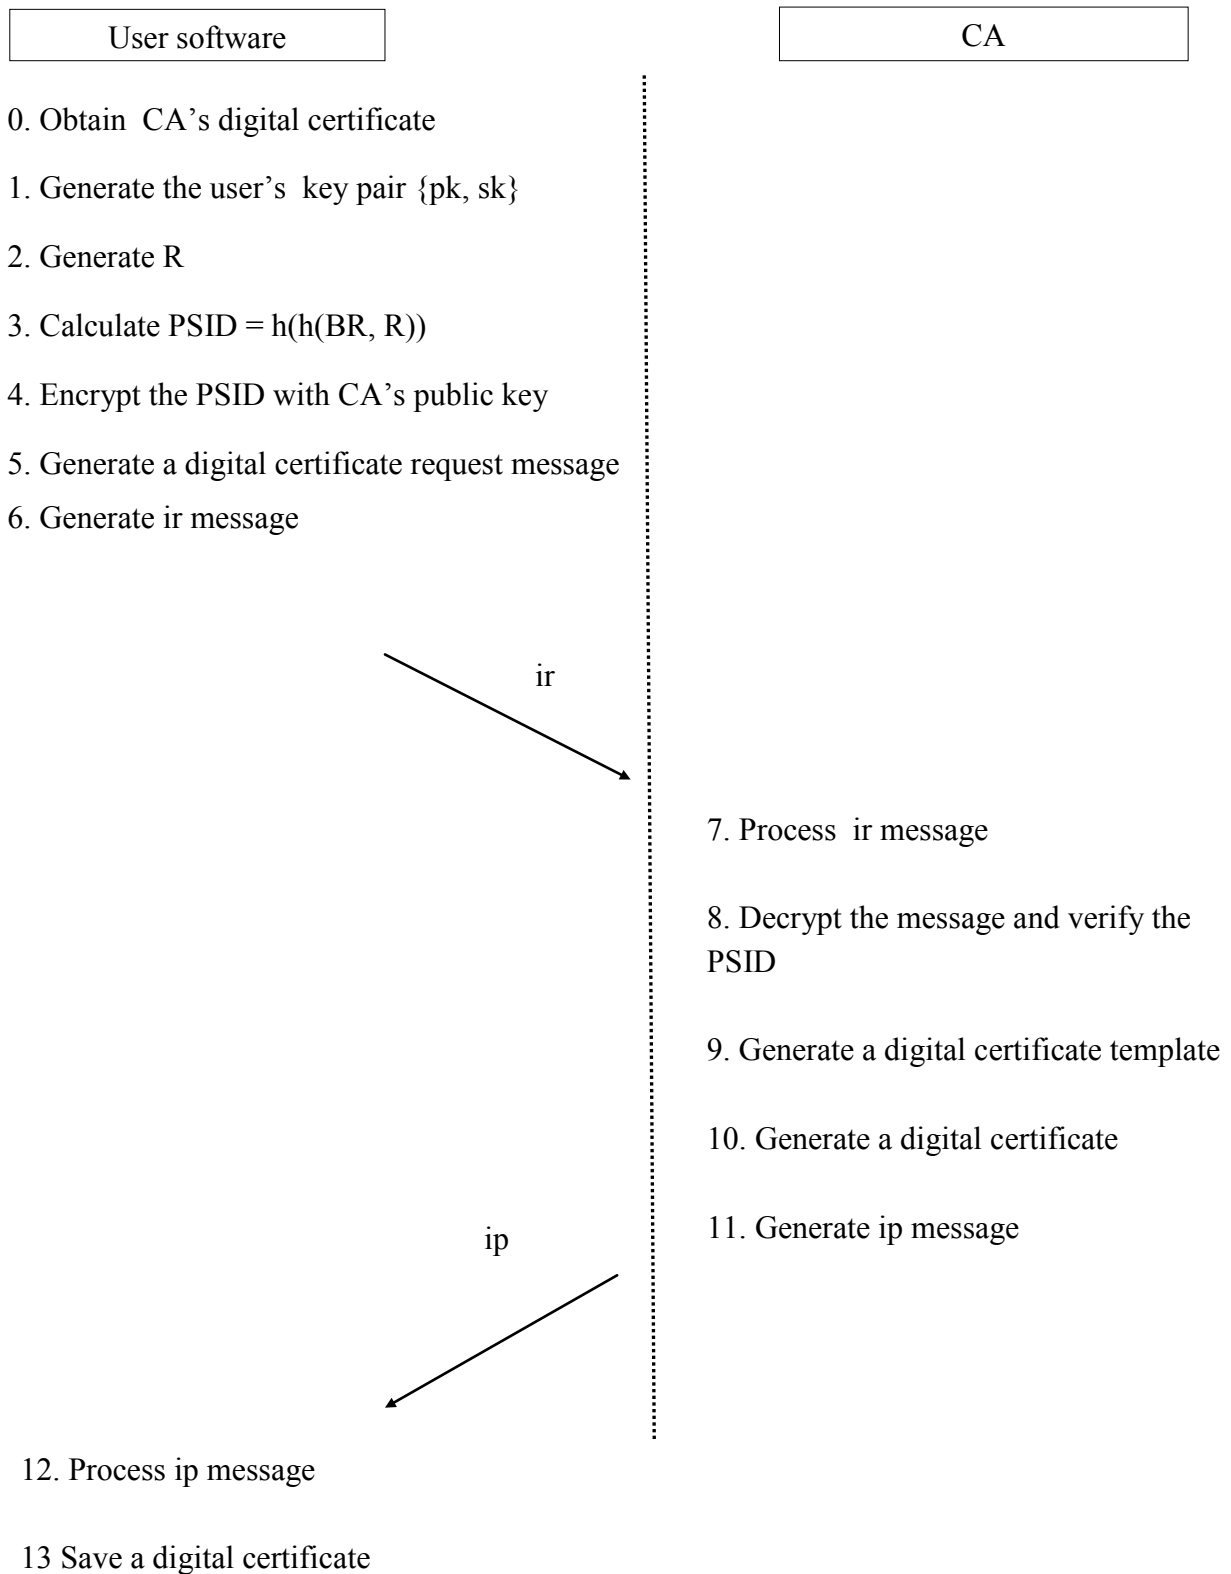 User software
CA
0. Obtain CA’s digital certificate
1. Generate the user’s key pair {pk, sk}
2. Generate R
3. Calculate PSID = h(h(BR, R))
4. Encrypt the PSID with CA’s public key
5. Generate a digital certificate request message
6. Generate ir message
ir
7. Process ir message
8. Decrypt the message and verify the
PSID
9. Generate a digital certificate template
10. Generate a digital certificate
11. Generate ip message
ip
12. Process ip message
13 Save a digital certificate